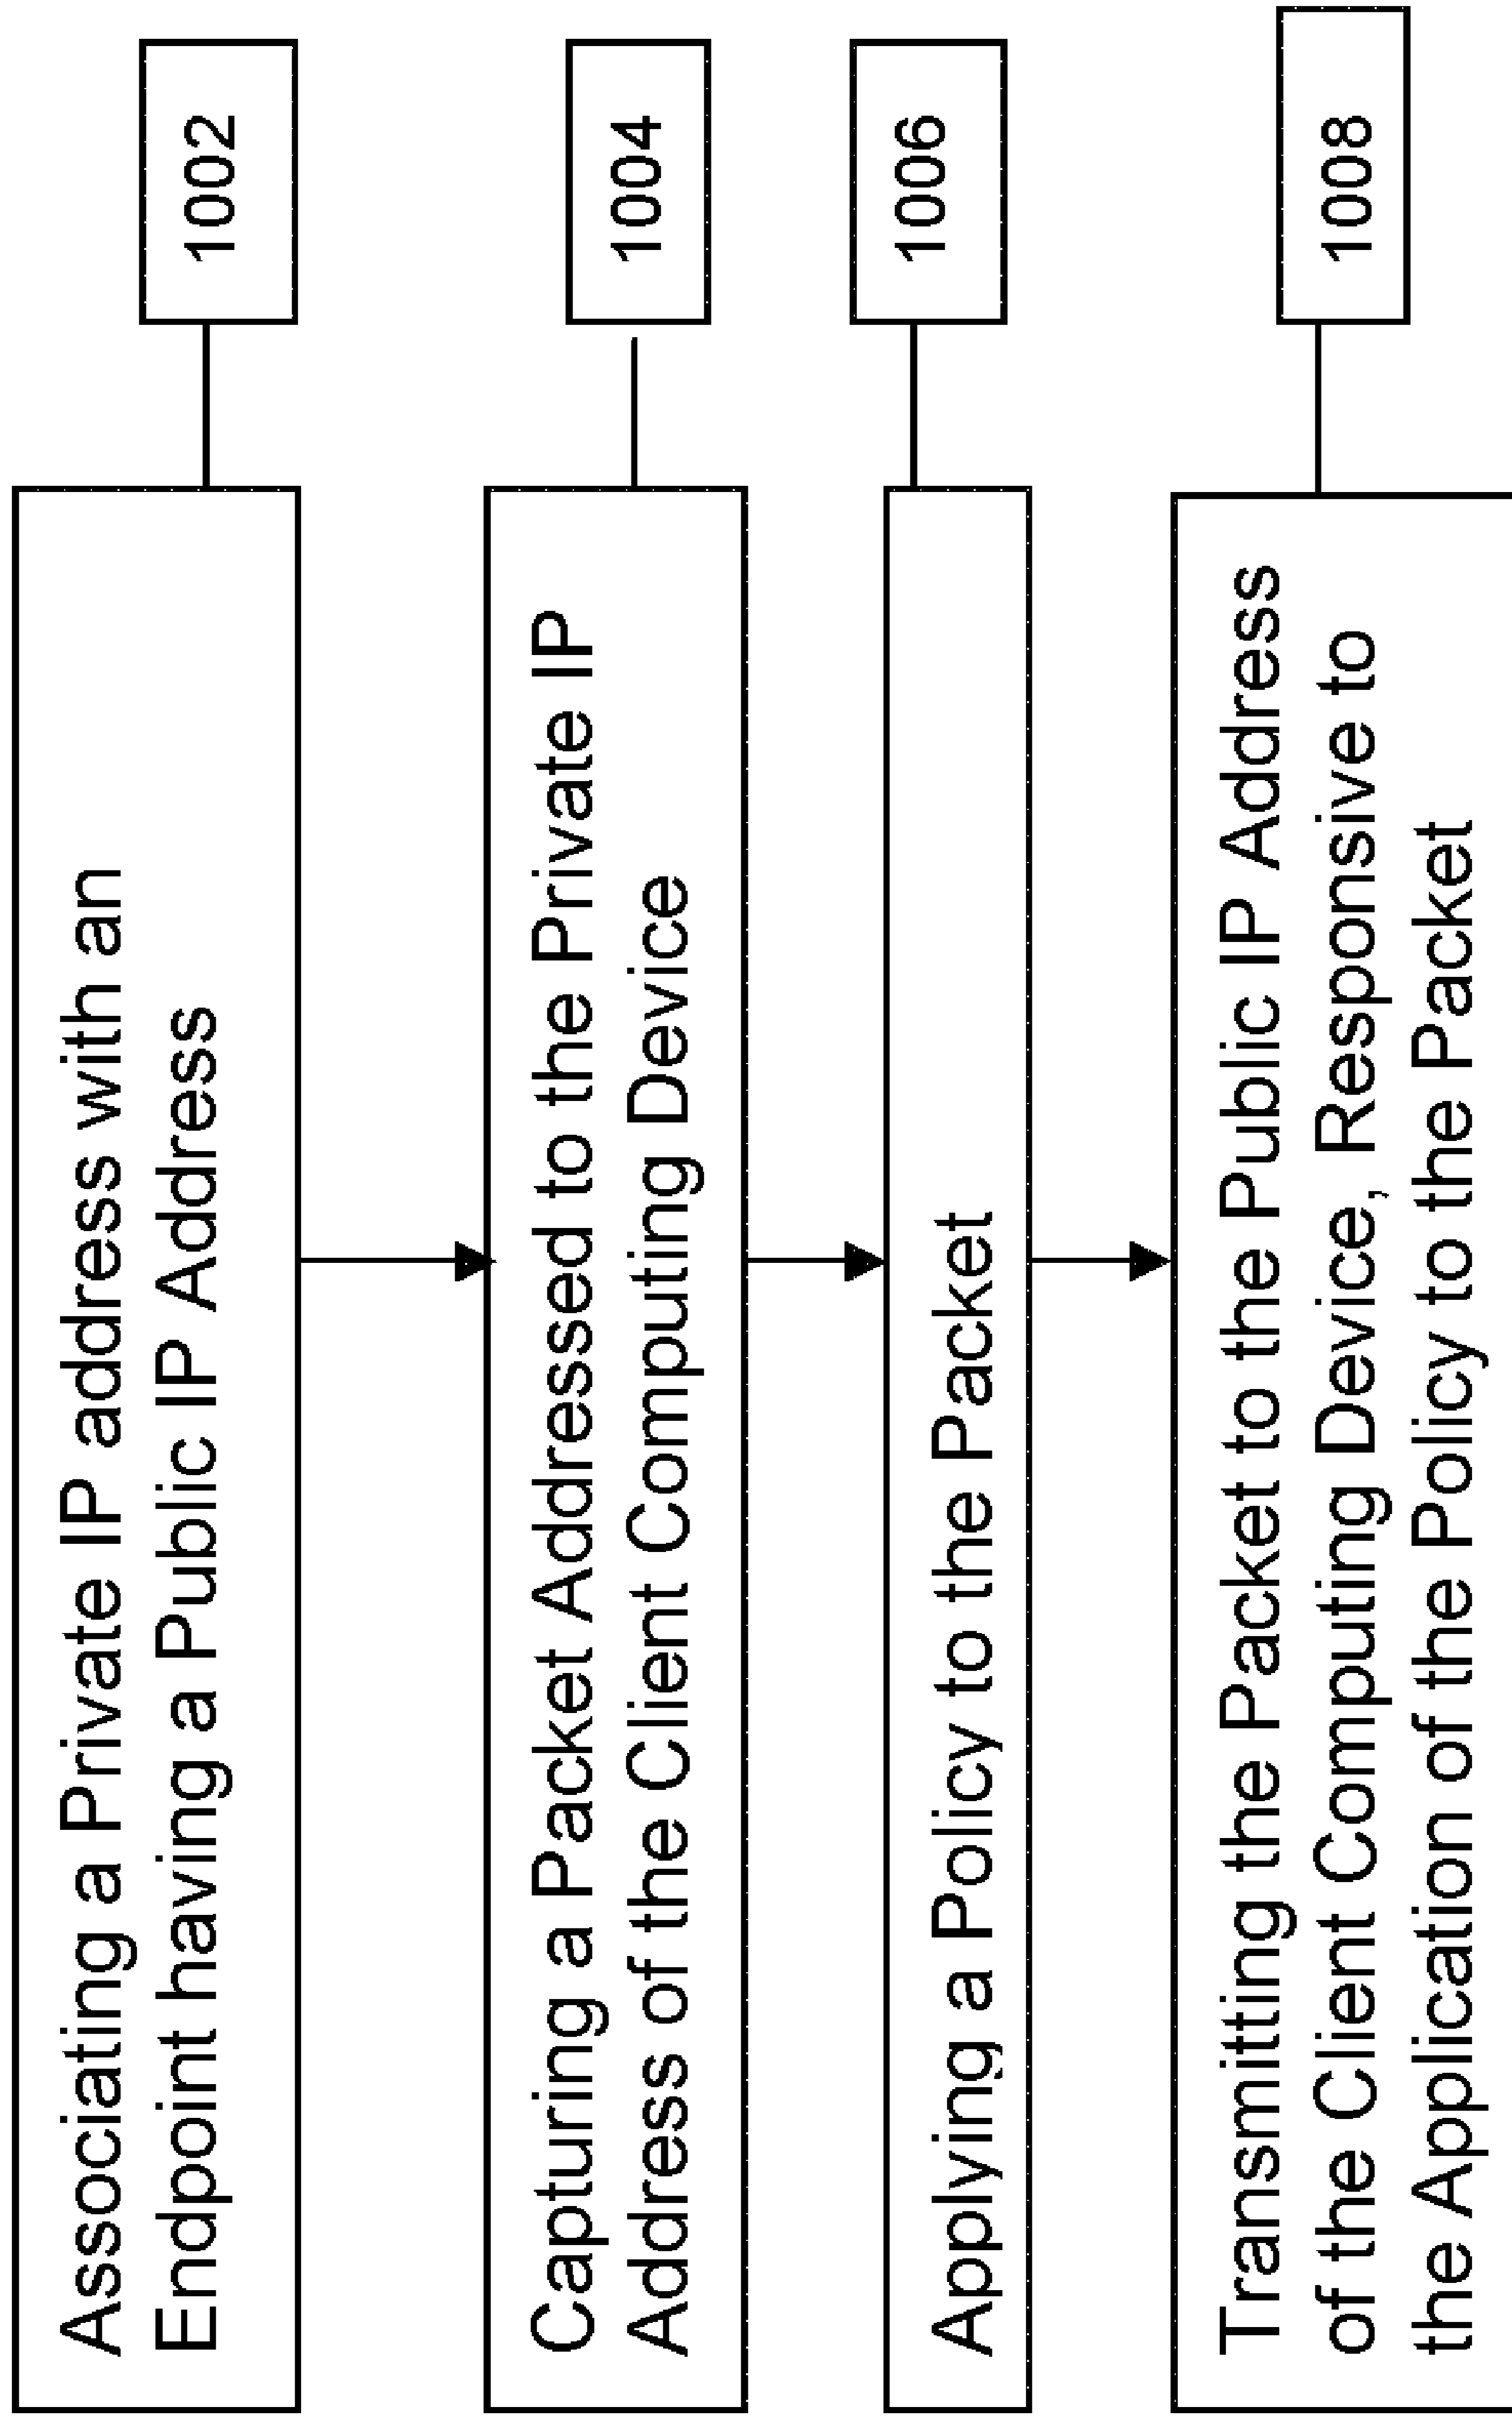 Associating a Private IP address with an
Endpoint having a Public IP Address
1002
Capturing a Packet Addressed to the Private IP
Address of the Client Computing Device
1004
Applying a Policy to the Packet
1006
Transmitting the Packet to the Public IP Address
of the Client Computing Device, Responsive to
the Application of the Policy to the Packet
1008